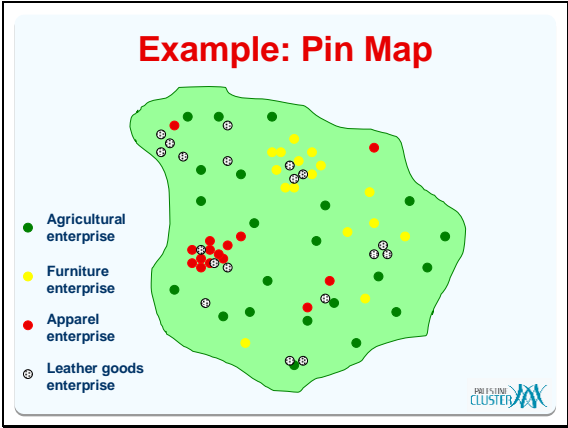 Example: Pin Map
Agricultural
enterprise
Furniture
enterprise
Apparel
enterprise
Leather goods
enterprise
PALESTINE
CLUSTER